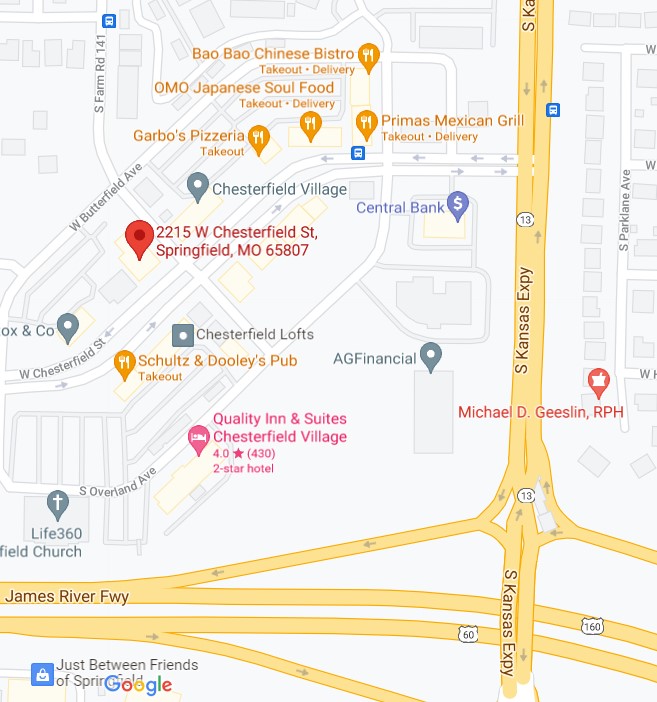 S Ka
S Farm Rd 141
Bao Bao Chinese Bistro
Takeout • Delivery
OMO Japanese Soul Food
Takeout • Delivery
Primas Mexican Grill
Takeout • Delivery
Garbo's Pizzeria
Takeout
W Butterfield Ave
Chesterfield Village
Central Bank
$
S Parklane Ave
W
13
2215 W Chesterfield St,
Springfield, MO 65807
ox & Co
W Chesterfield St
Chesterfield Lofts
S Kansas Expy
Schultz & Dooley's Pub
Takeout
AGFinancial
W H
Michael D. Geeslin, RPH
Quality Inn & Suites
Chesterfield Village
4.0 ★ (430)
2-star hotel
S Overland Ave
13
Life360
field Church
James River Fwy
S Kansas Expy
60
160
Just Between Friends
of Springfield
Google